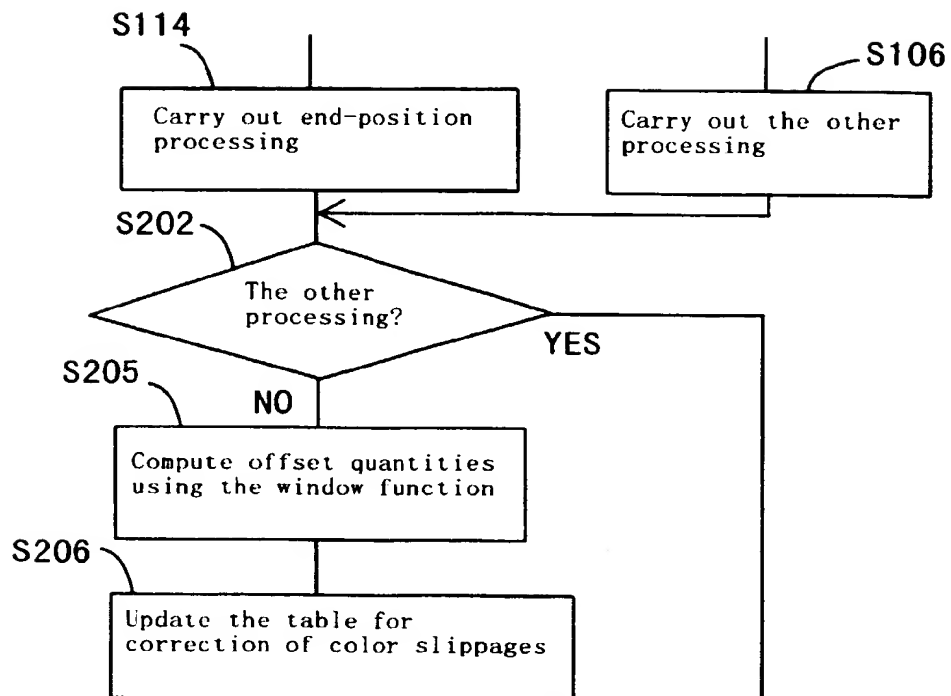 S114
S106
Carry out end-position
processing
Carry out the other
processing
S202
The other
processing?
YES
S205
NO
Compute offset quantities
using the window function
S206
Update the table for
correction of color slippages